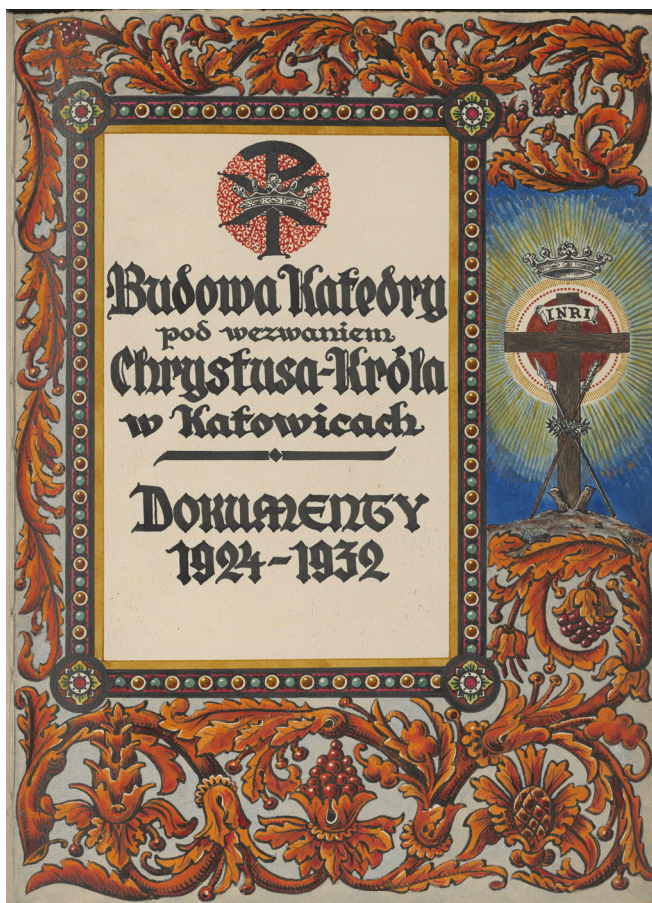 Budowa Katedry
pod wezwaniem
Chrystusa-Króla
w Katowicach
Dokumenty
1924-1932
INRI